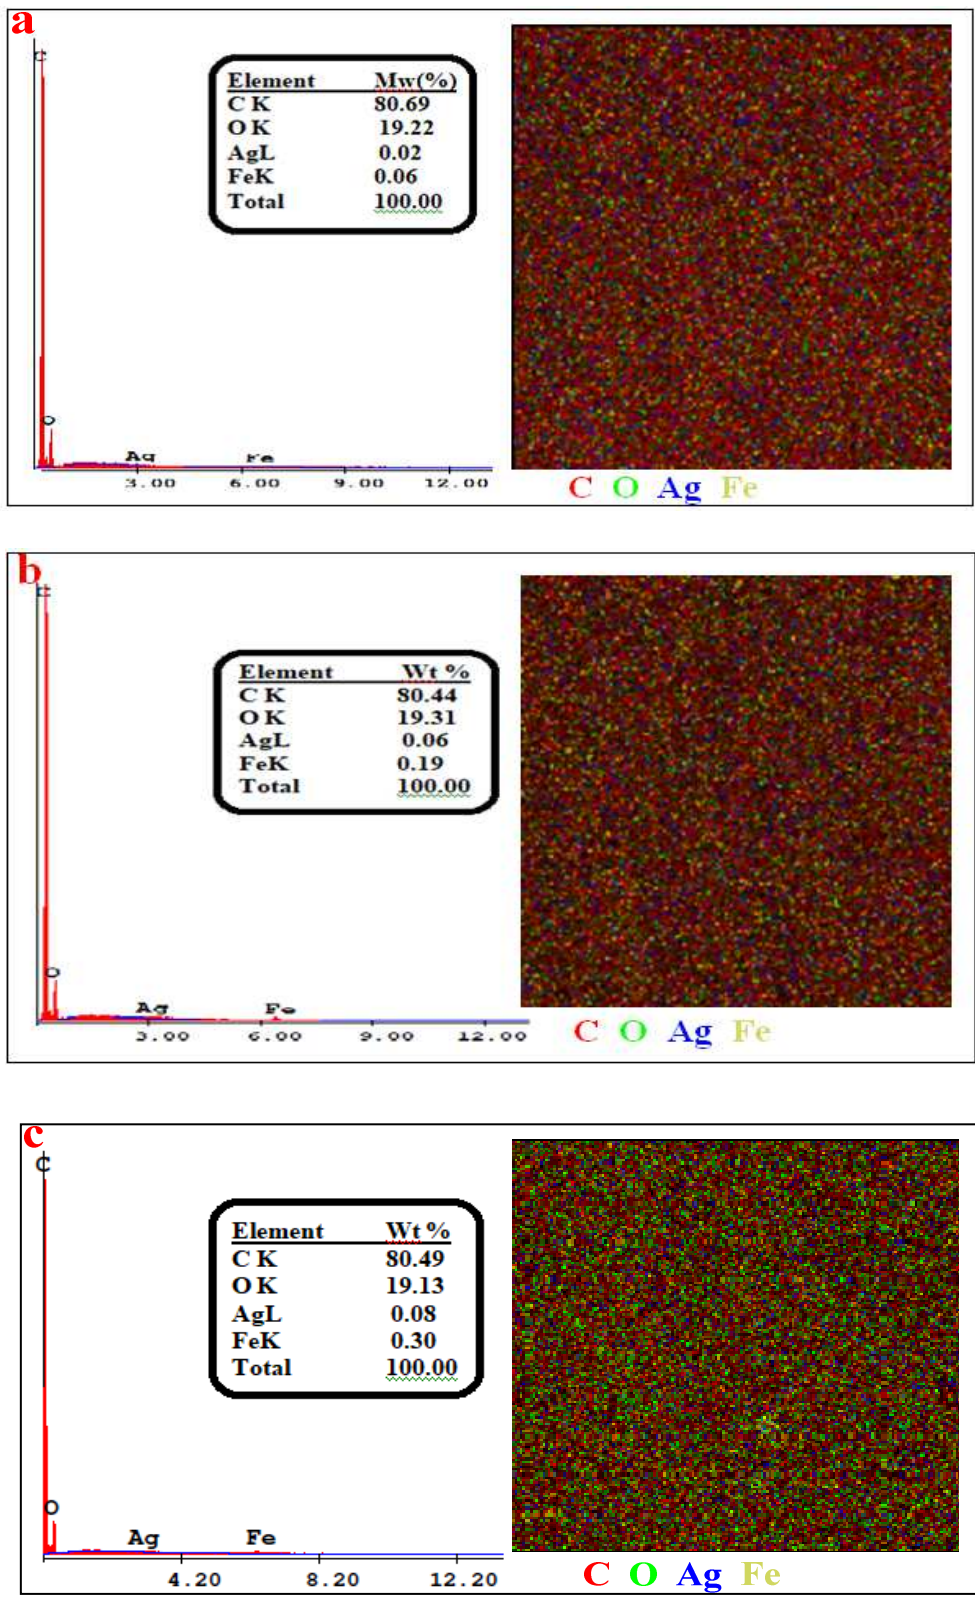 a
C
Element Mw(%)
C K 80.69
O K 19.22
AgL 0.02
FeK 0.06
Total 100.00
O
Ag Fe
3.00 6.00 9.00 12.00
C O Ag Fe
b
C
Element Wt %
C K 80.44
O K 19.31
AgL 0.06
FeK 0.19
Total 100.00
O
Ag Fe
3.00 6.00 9.00 12.00
C O Ag Fe
c
C
Element Wt %
C K 80.49
O K 19.13
AgL 0.08
FeK 0.30
Total 100.00
O
Ag Fe
4.20 8.20 12.20
C O Ag Fe